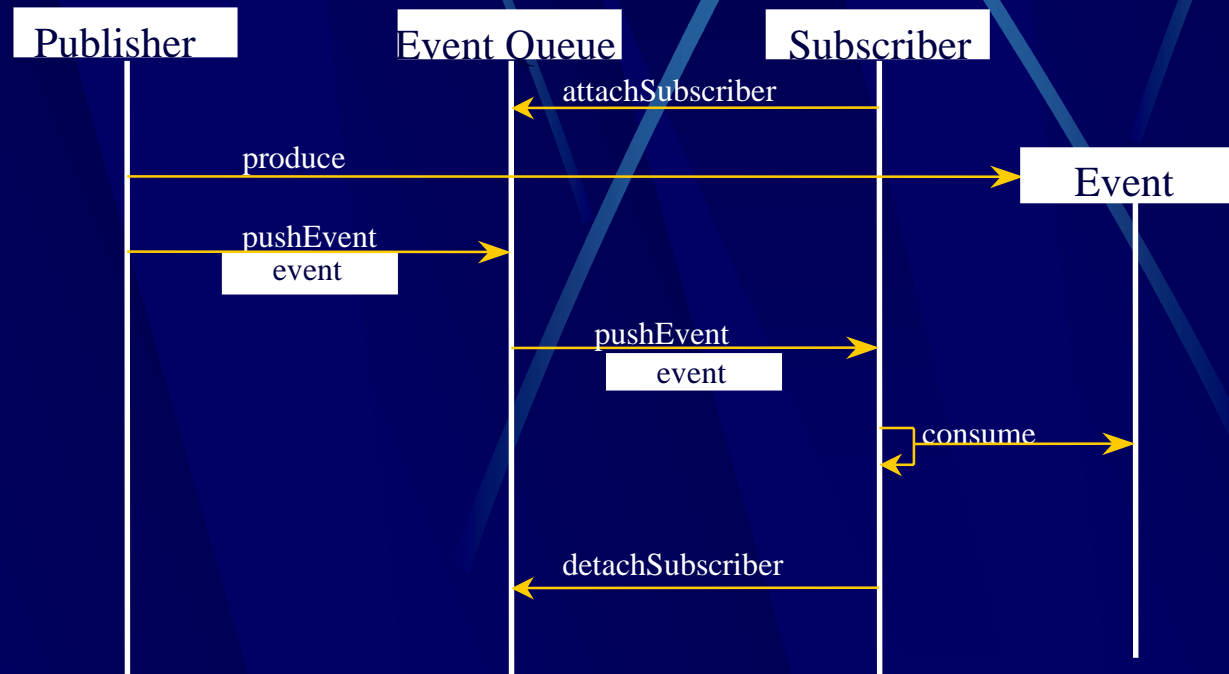 Publisher
Event Queue
Subscriber
attachSubscriber
produce
Event
pushEvent
event
pushEvent
event
consume
detachSubscriber